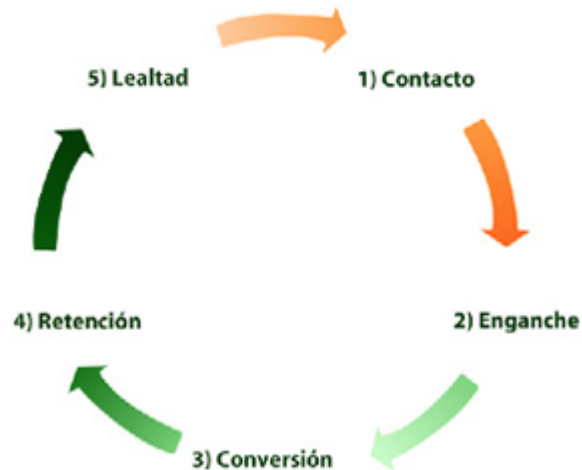 1) Contacto
2) Enganche
3) Conversión
4) Retención
5) Lealtad